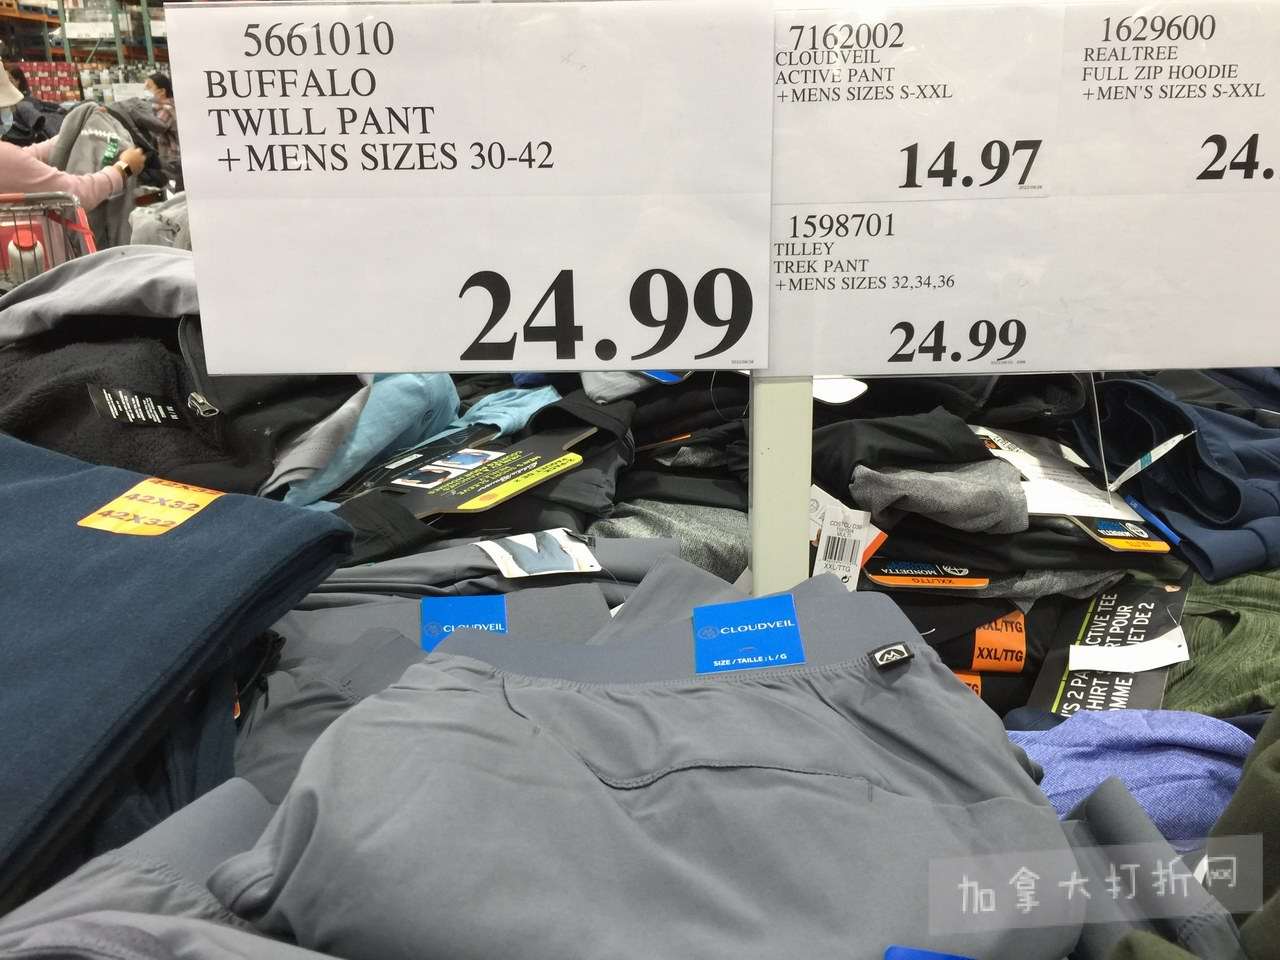 5661010
BUFFALO
TWILL PANT
+MENS SIZES 30-42
24.99
7162002
CLOUDVEIL
ACTIVE PANT
+MENS SIZES S-XXL
14.97
1629600
REALTREE
FULL ZIP HOODIE
+MEN'S SIZES S-XXL
24.
1598701
TILLEY
TREK PANT
+MENS SIZES 32,34,36
24.99
42X32
42X32
CLOUDVEIL
CLOUDVEIL
SIZE / TAILLE : L / G
XXL/TTG
MONDETTA
XXL/TTG
XXL/TTG
XXL/TTG
加拿大打折网